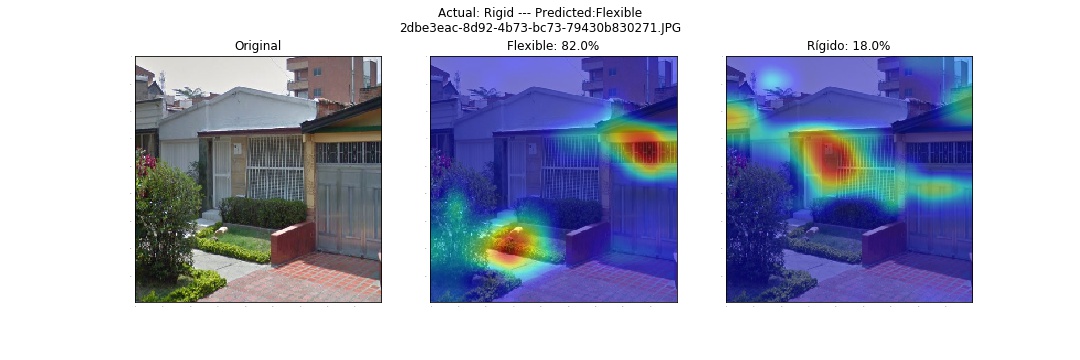 Actual: Rigid --- Predicted:Flexible
2dbe3eac-8d92-4b73-bc73-79430b830271.JPG
Original
Flexible: 82.0%
Rígido: 18.0%